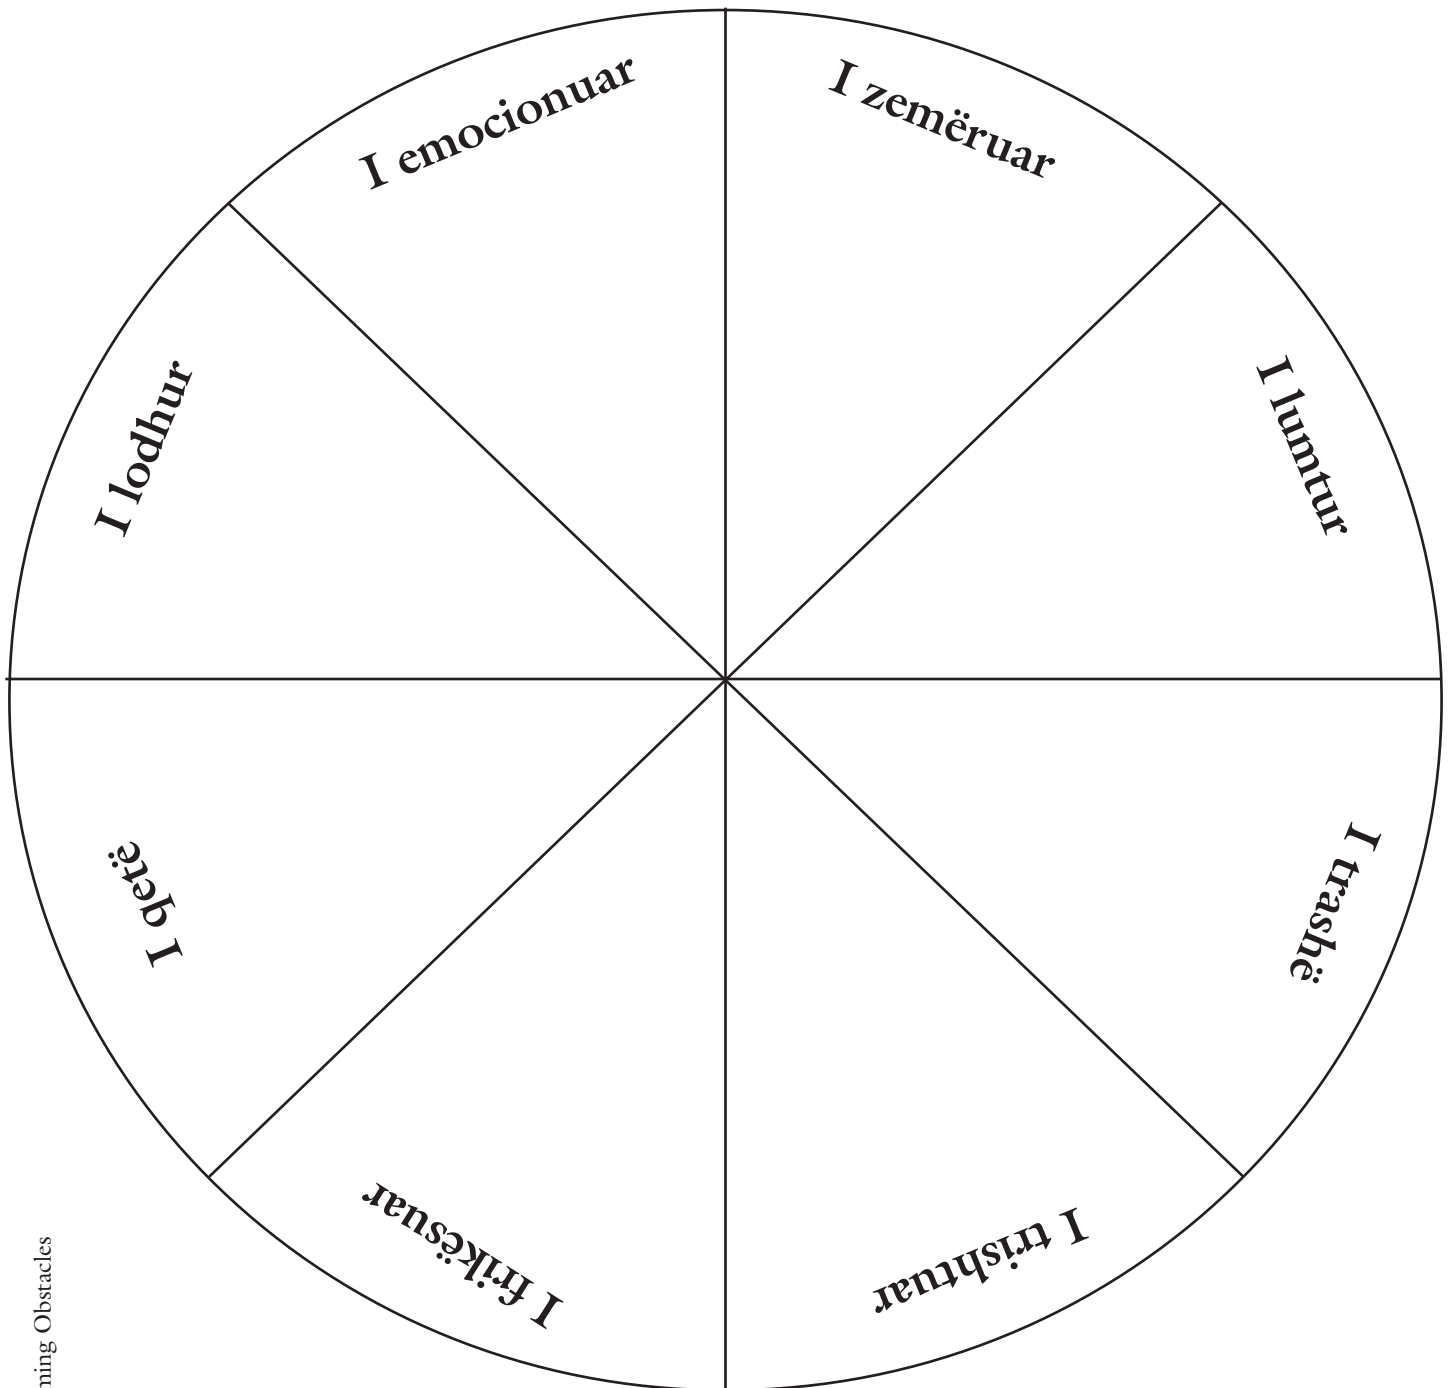 I zemëruar
I lumtur
I trashë
I trishtuar
I frikësuar
I qetë
I lodhur
I emocionuar
ming Obstacles